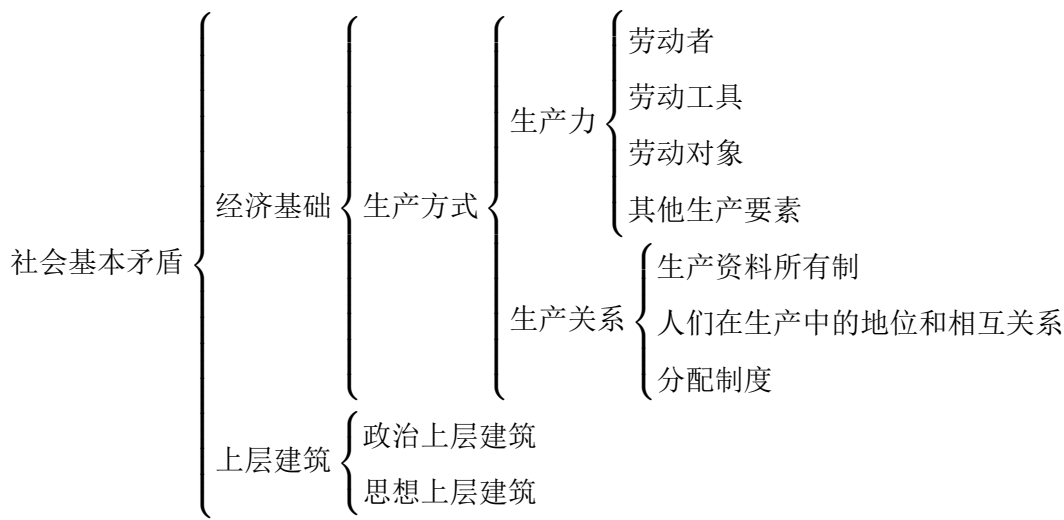 社会基本矛盾
经济基础
生产方式
生产力
劳动者
劳动工具
劳动对象
其他生产要素
生产关系
生产资料所有制
人们在生产中的地位和相互关系
分配制度
上层建筑
政治上层建筑
思想上层建筑